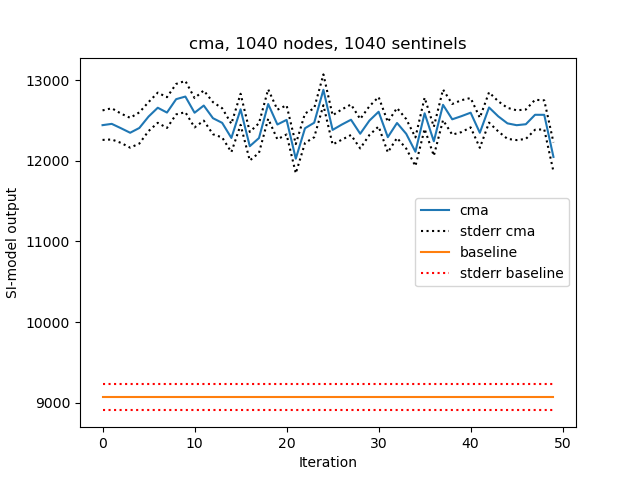 cma, 1040 nodes, 1040 sentinels
SI-model output
13000
12000
11000
10000
9000
cma
stderr cma
baseline
stderr baseline
0
10
20
30
40
50
Iteration